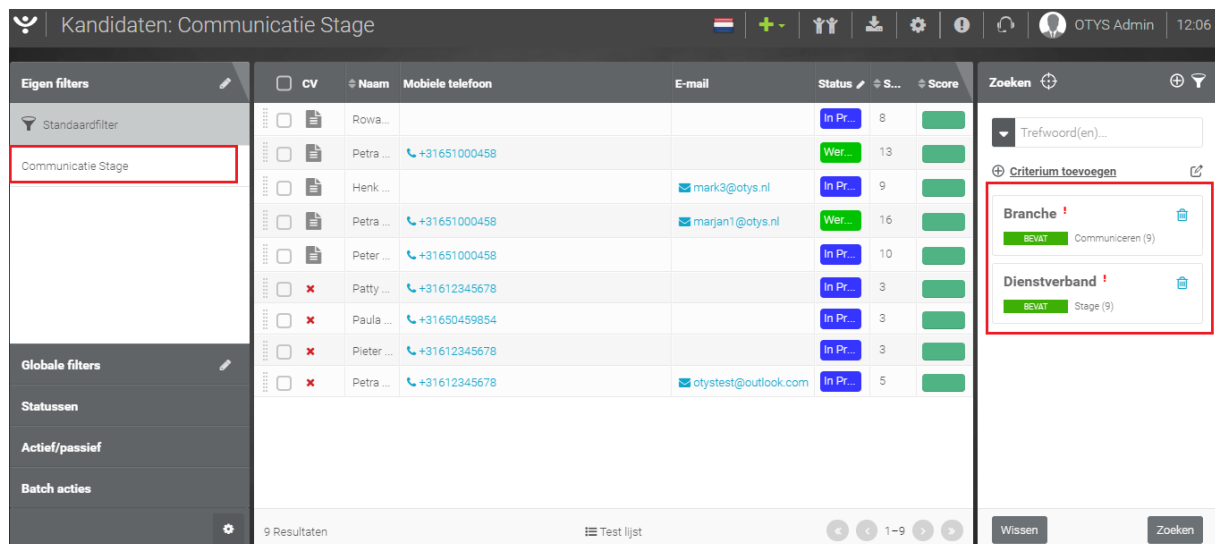 Kandidaten: Communicatie Stage
OTYS Admin 12:06
Eigen filters
Standaardfilter
Communicatie Stage
Globale filters
Statussen
Actief/passief
Batch acties
CV Naam Mobiele telefoon E-mail Status S... Score
Rowa... In Pr... 8
Petra ... +31651000458 Wer... 13
Henk ... mark3@otys.nl In Pr... 9
Petra ... +31651000458 marjan1@otys.nl Wer... 16
Peter ... +31651000458 In Pr... 10
Patty ... +31612345678 In Pr... 3
Paula ... +31650459854 In Pr... 3
Pieter ... +31612345678 In Pr... 3
Petra ... +31612345678 otystest@outlook.com In Pr... 5
9 Resultaten Test lijst 1-9
Zoeken
Trefwoord(en)...
Criterium toevoegen
Branche !
BEVAT Communiceren (9)
Dienstverband !
BEVAT Stage (9)
Wissen Zoeken